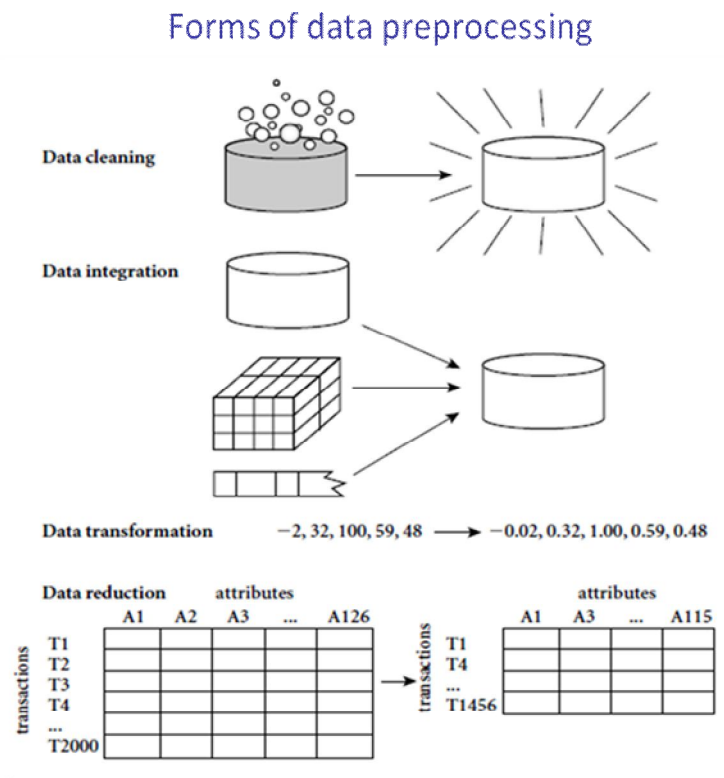 Forms of data preprocessing
Data cleaning
Data integration
Data transformation −2, 32, 100, 59, 48 −0.02, 0.32, 1.00, 0.59, 0.48
Data reduction attributes attributes
A1 A2 A3 ... A126 A1 A3 ... A115
transactions
T1
T2
T3
T4
...
T2000
transactions
T1
T4
...
T1456